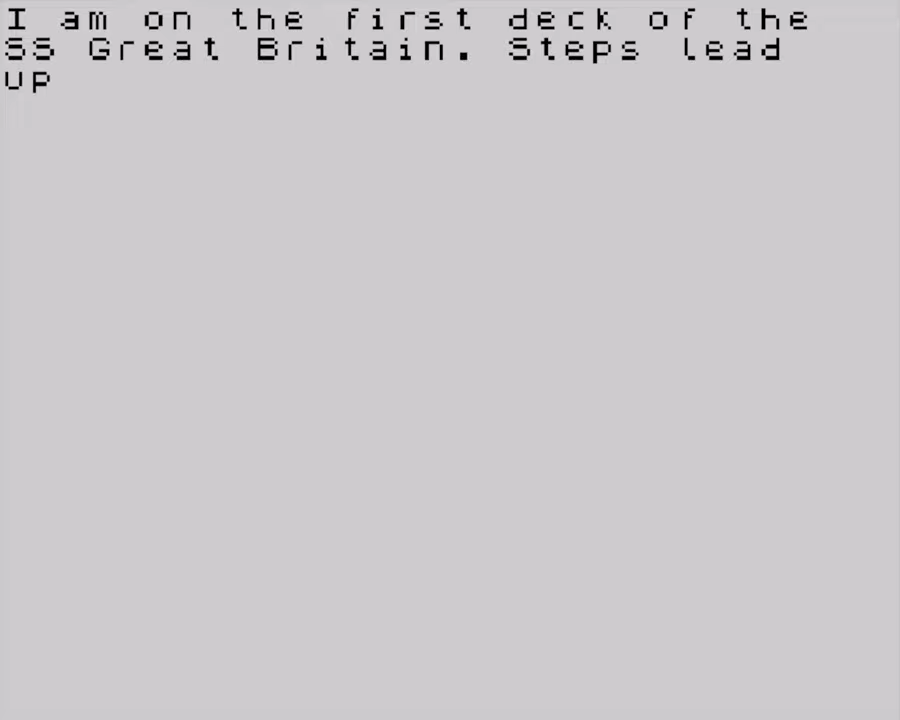 I am on the first deck of the
SS Great Britain. Steps lead
up